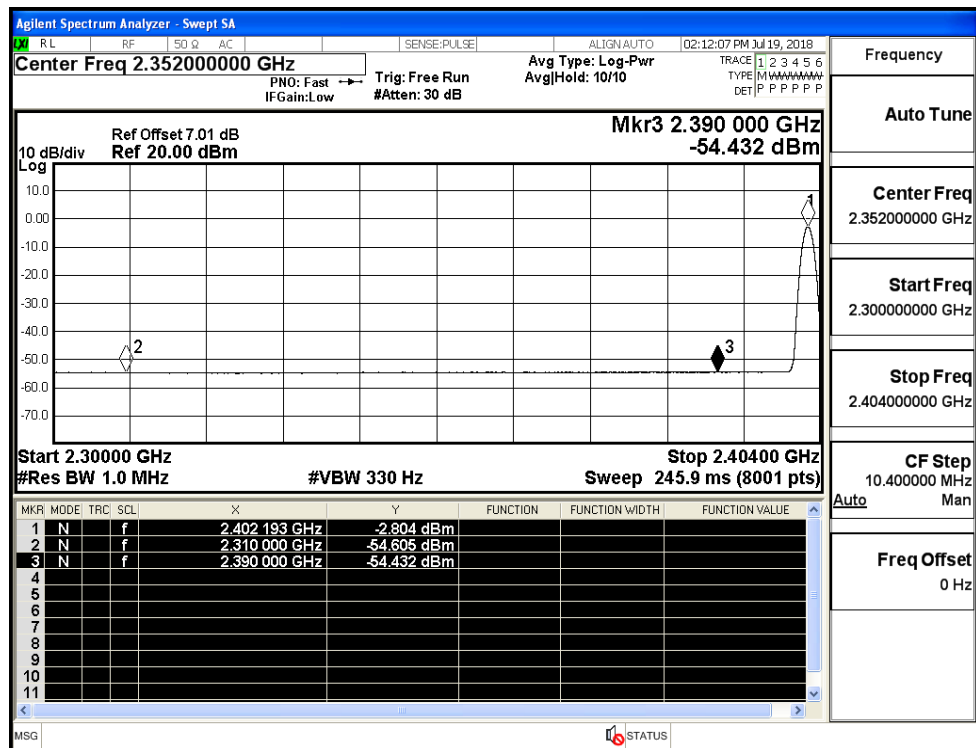 Agilent Spectrum Analyzer - Swept SA
LXI RL RF 50 Ω AC SENSE:PULSE ALIGN AUTO 02:12:07 PM Jul 19, 2018
Center Freq 2.352000000 GHz
PNO: Fast
IFGain:Low
Trig: Free Run
#Atten: 30 dB
Avg Type: Log-Pwr
Avg|Hold: 10/10
TRACE 1 2 3 4 5 6
TYPE M WWWWW
DET P P P P P P
Ref Offset 7.01 dB
10 dB/div Ref 20.00 dBm
Log
Mkr3 2.390 000 GHz
-54.432 dBm
10.0
0.00
-10.0
-20.0
-30.0
-40.0
-50.0
-60.0
-70.0
1
2
3
Start 2.30000 GHz Stop 2.40400 GHz
#Res BW 1.0 MHz #VBW 330 Hz Sweep 245.9 ms (8001 pts)
MKR MODE TRC SCL X Y FUNCTION FUNCTION WIDTH FUNCTION VALUE
1 N f 2.402 193 GHz -2.804 dBm
2 N f 2.310 000 GHz -54.605 dBm
3 N f 2.390 000 GHz -54.432 dBm
4
5
6
7
8
9
10
11
MSG STATUS
Frequency
Auto Tune
Center Freq
2.352000000 GHz
Start Freq
2.300000000 GHz
Stop Freq
2.404000000 GHz
CF Step
10.400000 MHz
Auto Man
Freq Offset
0 Hz